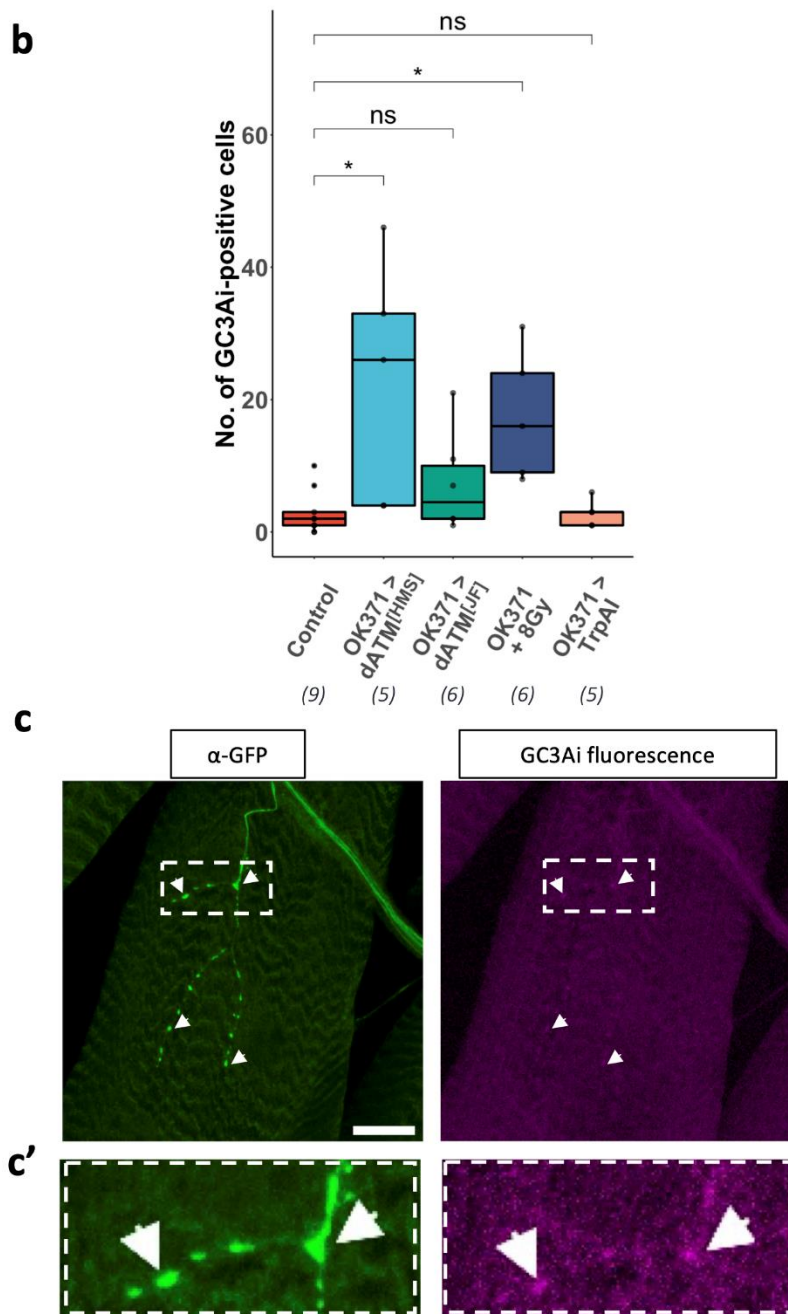 b
ns
*
ns
*
No. of GC3Ai-positive cells
60
40
20
0
Control
OK371 >
dATM[HMS]
OK371 >
dATM[JF]
OK371
+ 8Gy
OK371 >
TrpAI
(9)
(5)
(6)
(6)
(5)
c
α-GFP
GC3Ai fluorescence
c'